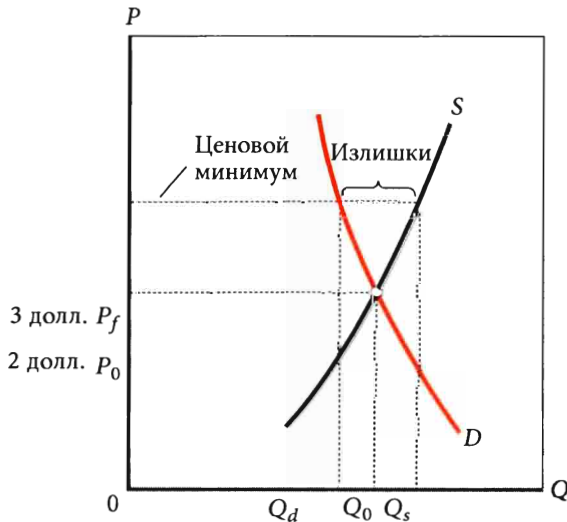 P
S
Ценовой
минимум
Излишки
3 долл. Pf
2 долл. P0
D
0
Qd
Q0
Qs
Q